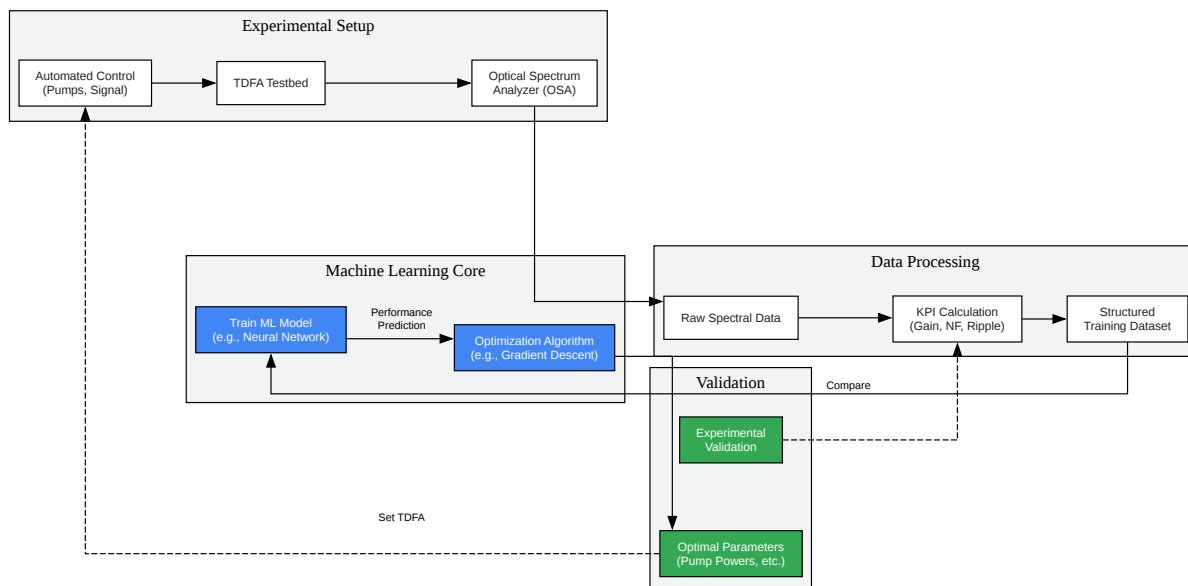 Experimental Setup
Automated Control
(Pumps, Signal)
TDFA Testbed
Optical Spectrum
Analyzer (OSA)
Machine Learning Core
Train ML Model
(e.g., Neural Network)
Performance
Prediction
Optimization Algorithm
(e.g., Gradient Descent)
Data Processing
Raw Spectral Data
KPI Calculation
(Gain, NF, Ripple)
Structured
Training Dataset
Validation
Compare
Experimental
Validation
Set TDFA
Optimal Parameters
(Pump Powers, etc.)